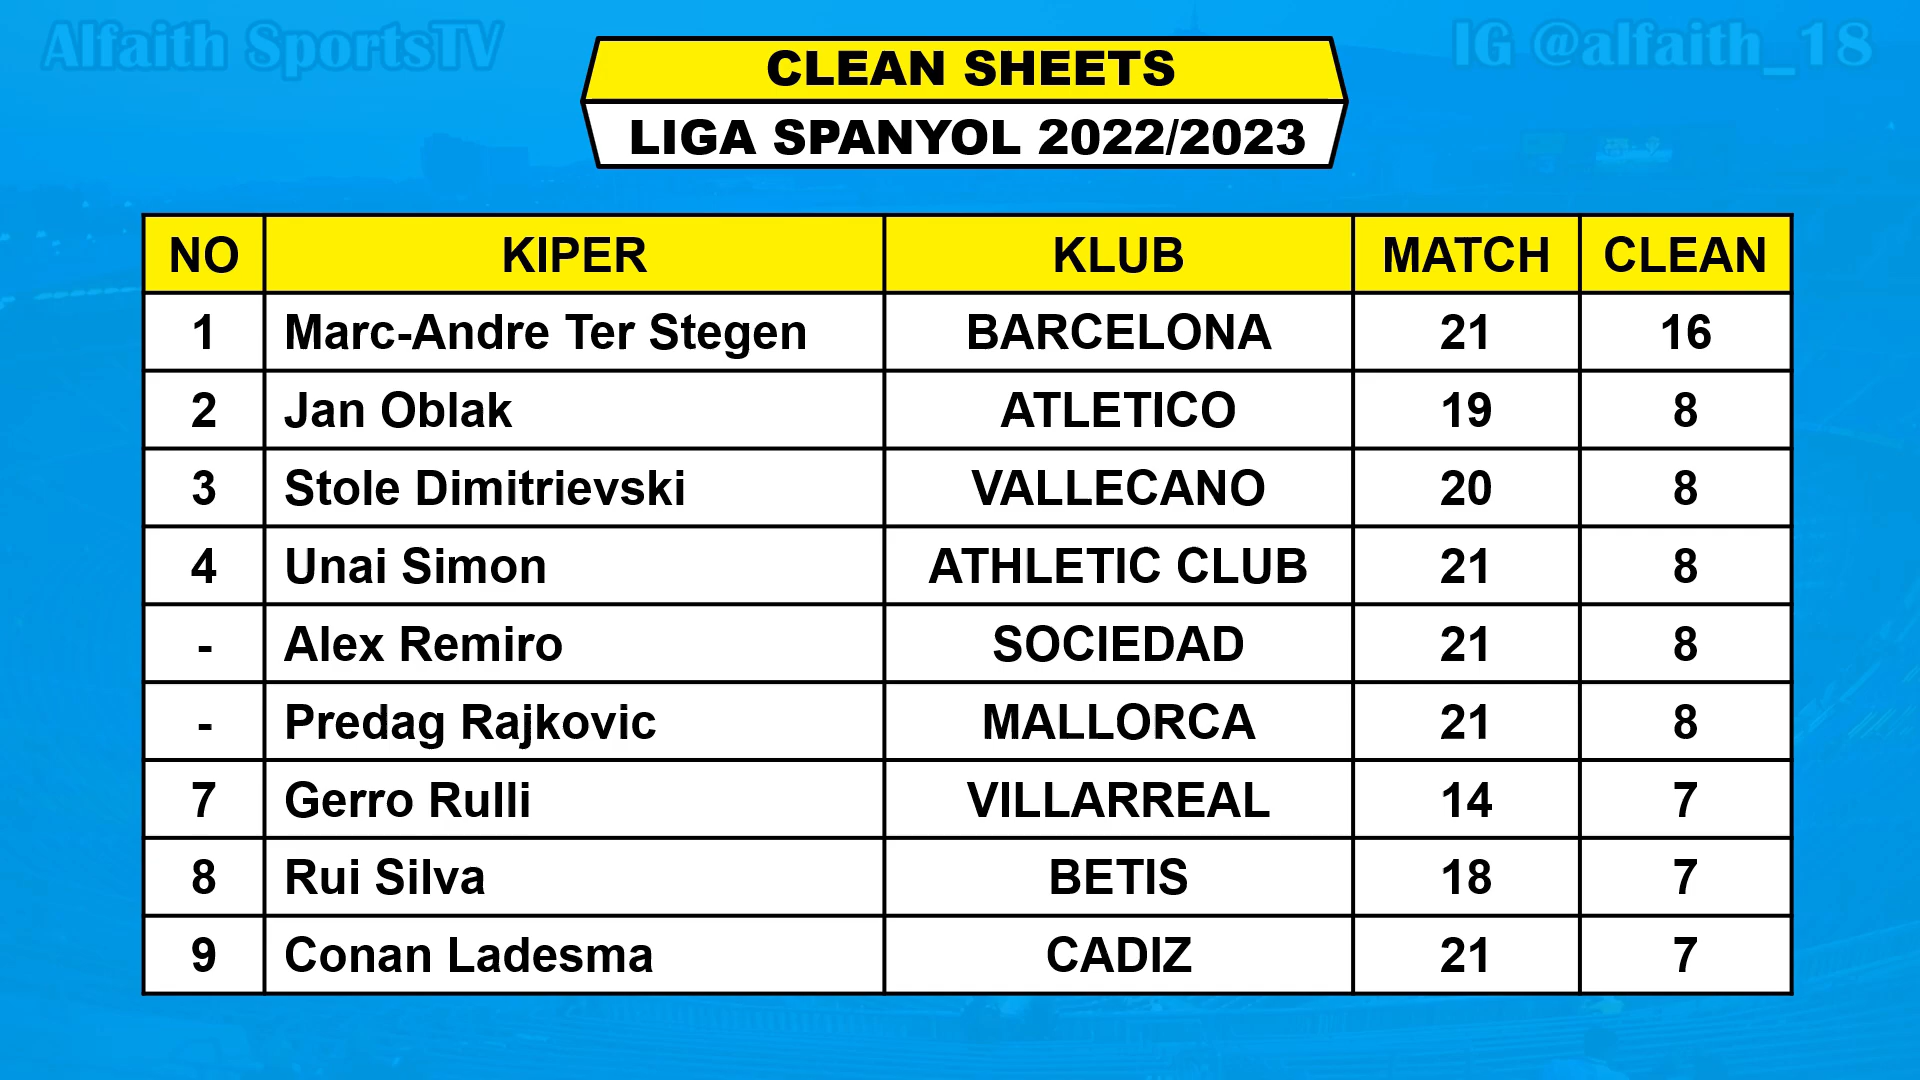 Alfaith SportsTV
IG @alfaith_18
CLEAN SHEETS
LIGA SPANYOL 2022/2023
NO KIPER KLUB MATCH CLEAN
1 Marc-Andre Ter Stegen BARCELONA 21 16
2 Jan Oblak ATLETICO 19 8
3 Stole Dimitrievski VALLECANO 20 8
4 Unai Simon ATHLETIC CLUB 21 8
- Alex Remiro SOCIEDAD 21 8
- Predag Rajkovic MALLORCA 21 8
7 Gerro Rulli VILLARREAL 14 7
8 Rui Silva BETIS 18 7
9 Conan Ladesma CADIZ 21 7